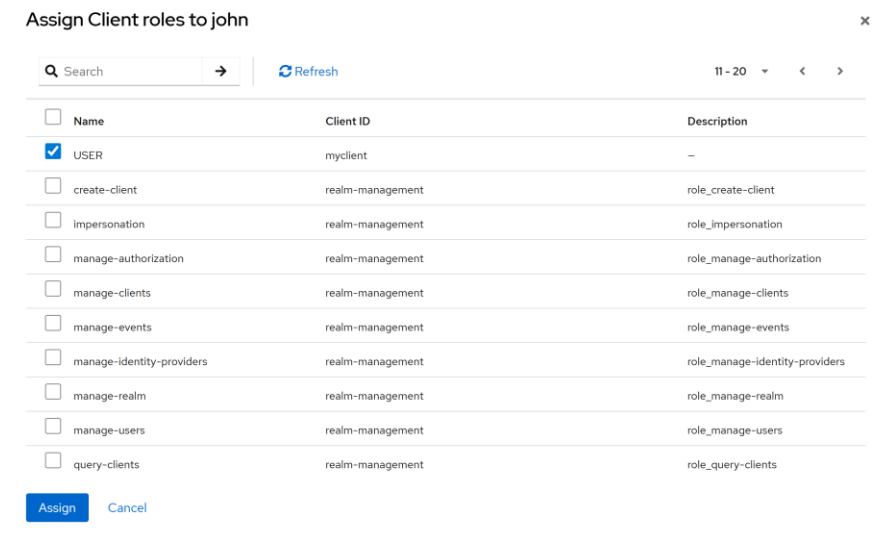 Assign Client roles to john
Search
Refresh
11 - 20
Name Client ID Description
USER myclient –
create-client realm-management role_create-client
impersonation realm-management role_impersonation
manage-authorization realm-management role_manage-authorization
manage-clients realm-management role_manage-clients
manage-events realm-management role_manage-events
manage-identity-providers realm-management role_manage-identity-providers
manage-realm realm-management role_manage-realm
manage-users realm-management role_manage-users
query-clients realm-management role_query-clients
Assign Cancel